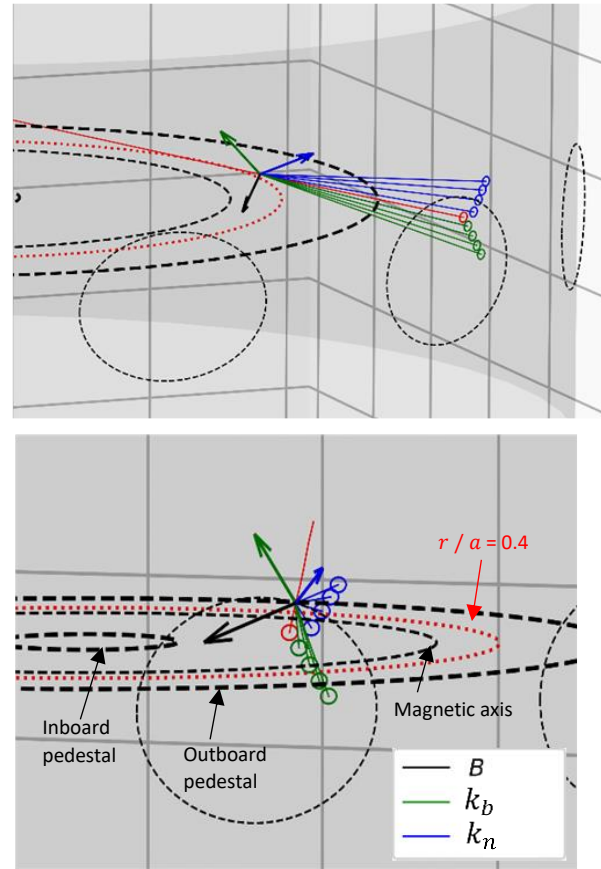 r / a = 0.4
Inboard
pedestal
Outboard
pedestal
Magnetic axis
B
k_b
k_n